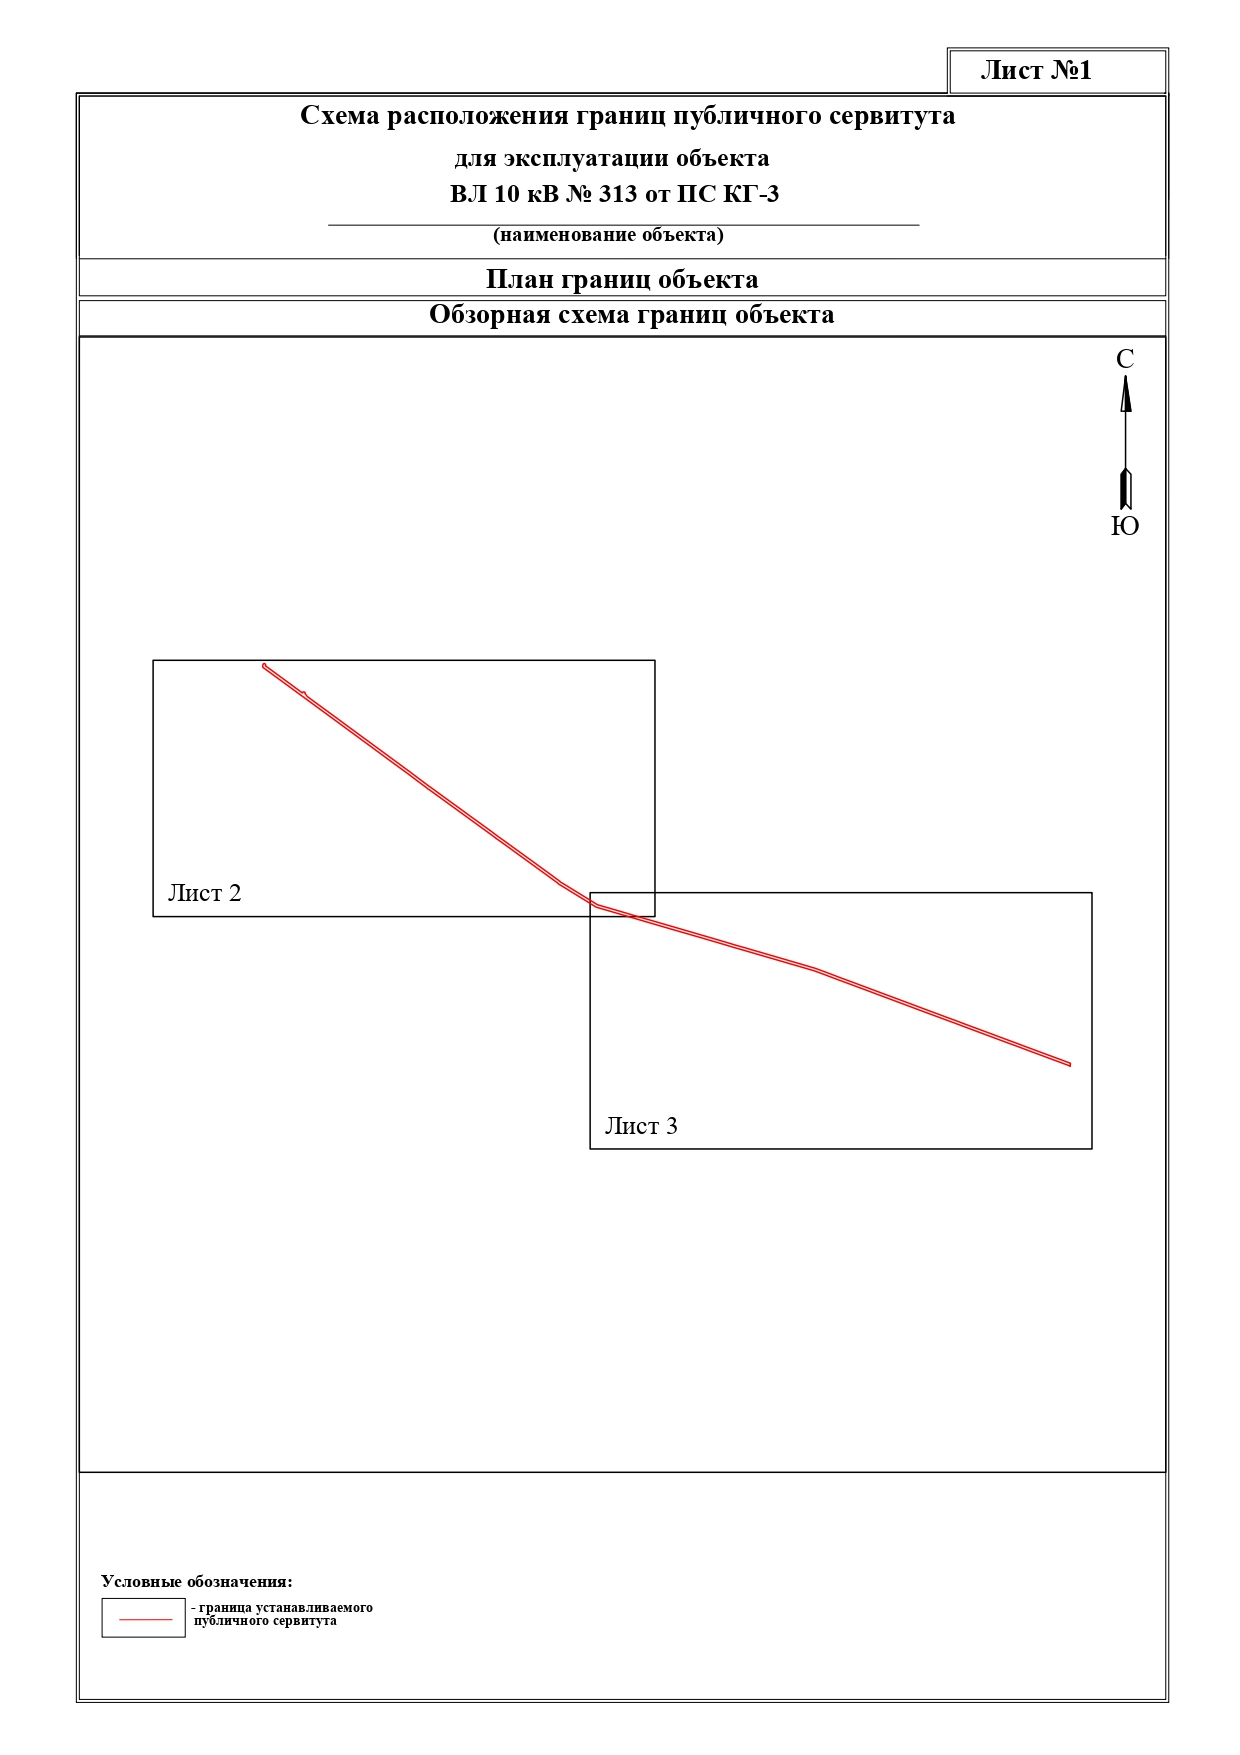 Лист №1
Схема расположения границ публичного сервитута
для эксплуатации объекта
ВЛ 10 кВ № 313 от ПС КГ-3
(наименование объекта)
План границ объекта
Обзорная схема границ объекта
С
Ю
Лист 2
Лист 3
Условные обозначения:
- граница устанавливаемого
публичного сервитута